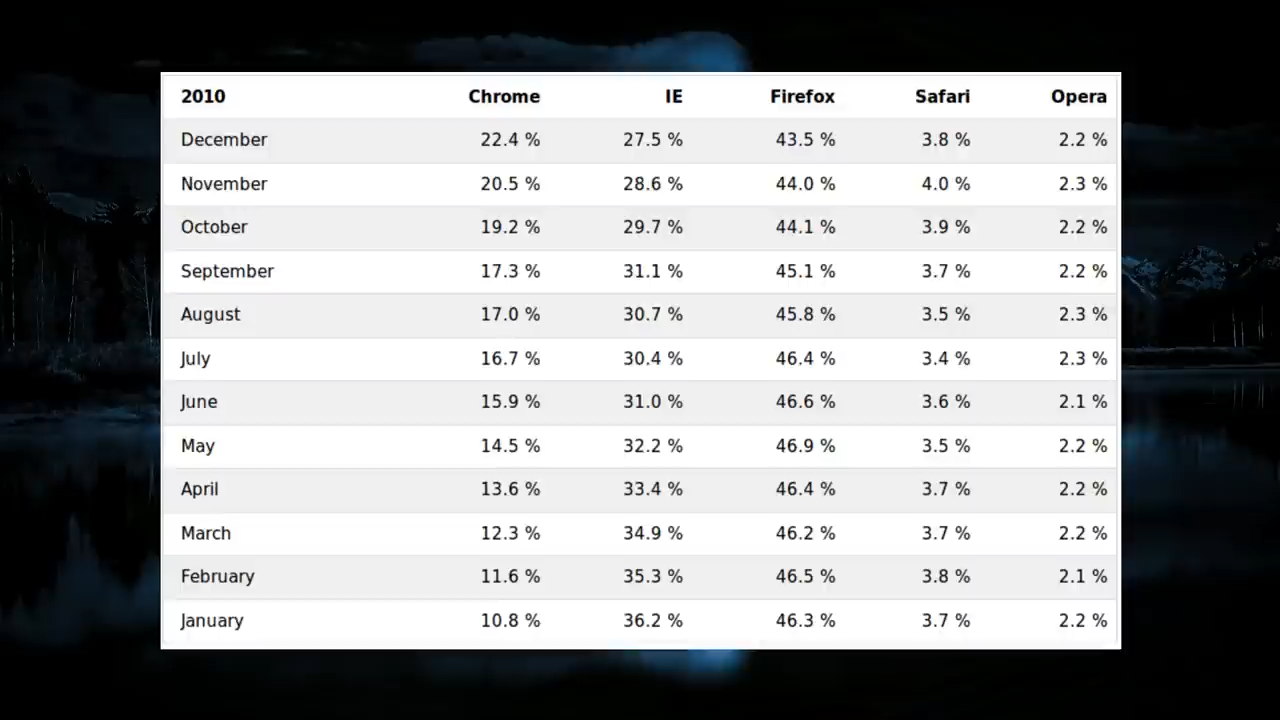 2010 Chrome IE Firefox Safari Opera
December 22.4 % 27.5 % 43.5 % 3.8 % 2.2 %
November 20.5 % 28.6 % 44.0 % 4.0 % 2.3 %
October 19.2 % 29.7 % 44.1 % 3.9 % 2.2 %
September 17.3 % 31.1 % 45.1 % 3.7 % 2.2 %
August 17.0 % 30.7 % 45.8 % 3.5 % 2.3 %
July 16.7 % 30.4 % 46.4 % 3.4 % 2.3 %
June 15.9 % 31.0 % 46.6 % 3.6 % 2.1 %
May 14.5 % 32.2 % 46.9 % 3.5 % 2.2 %
April 13.6 % 33.4 % 46.4 % 3.7 % 2.2 %
March 12.3 % 34.9 % 46.2 % 3.7 % 2.2 %
February 11.6 % 35.3 % 46.5 % 3.8 % 2.1 %
January 10.8 % 36.2 % 46.3 % 3.7 % 2.2 %